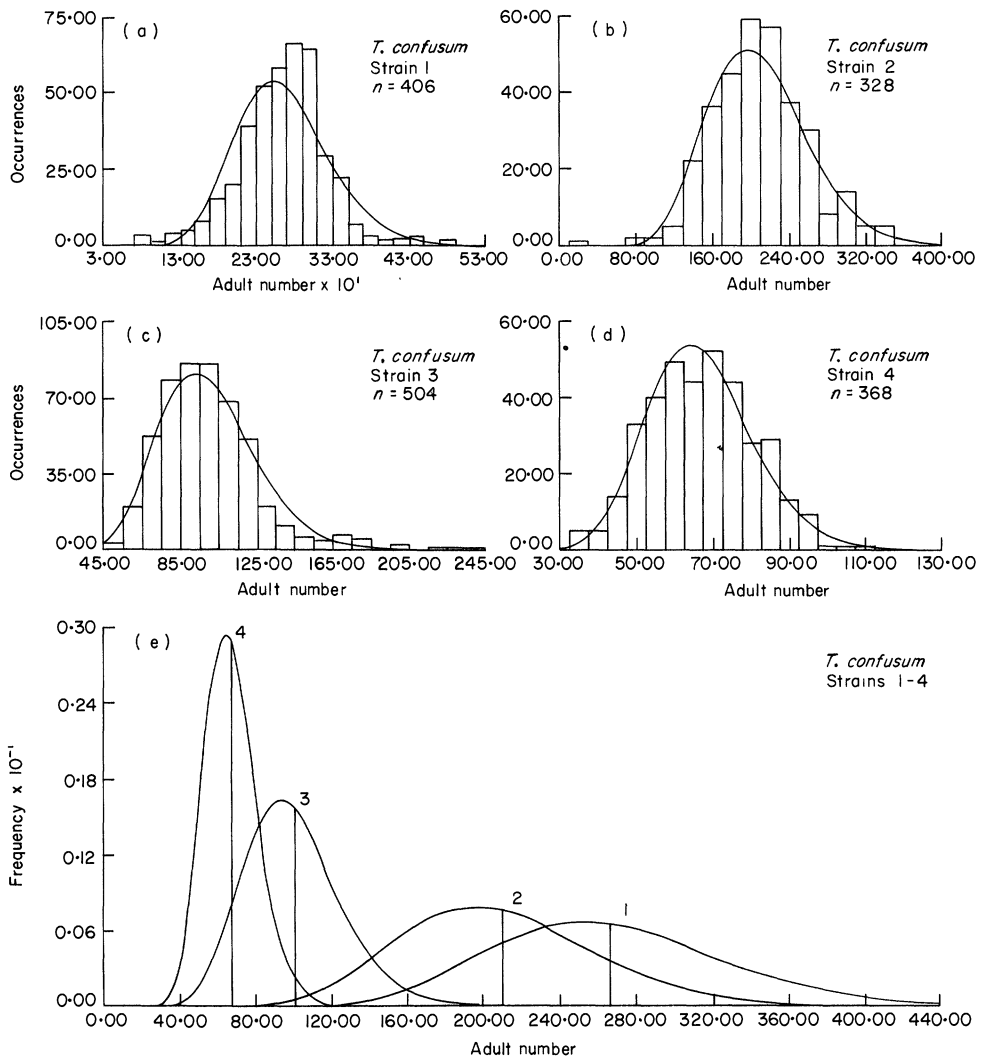 75·00
50·00
25·00
0·00
Occurrences
( a )
T. confusum
Strain 1
n = 406
3·00 13·00 23·00 33·00 43·00 53·00
Adult number x 10¹
60·00
40·00
20·00
0·00
( b )
T. confusum
Strain 2
n = 328
0·00 80·00 160·00 240·00 320·00 400·00
Adult number
105·00
70·00
35·00
0·00
Occurrences
( c )
T. confusum
Strain 3
n = 504
45·00 85·00 125·00 165·00 205·00 245·00
Adult number
60·00
40·00
20·00
0·00
( d )
T. confusum
Strain 4
n = 368
30·00 50·00 70·00 90·00 110·00 130·00
Adult number
0·30
0·24
0·18
0·12
0·06
0·00
Frequency x 10⁻¹
( e )
T. confusum
Strains 1-4
4
3
2
1
0·00 40·00 80·00 120·00 160·00 200·00 240·00 280·00 320·00 360·00 400·00 440·00
Adult number